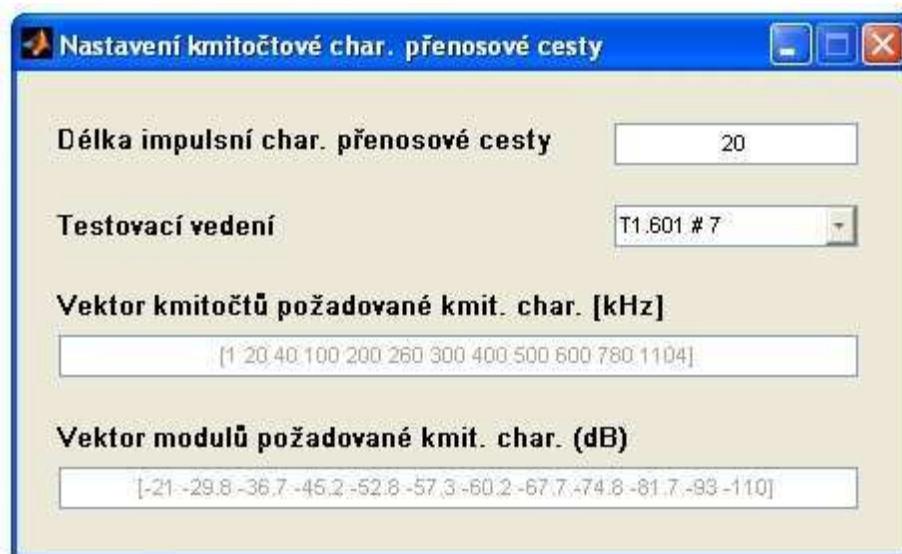 Nastavení kmitočtové char. přenosové cesty
Délka impulsní char. přenosové cesty
20
Testovací vedení
T1.601 # 7
Vektor kmitočtů požadované kmit. char. [kHz]
[1 20 40 100 200 260 300 400 500 600 780 1104]
Vektor modulů požadované kmit. char. (dB)
[-21 -29.8 -36.7 -45.2 -52.8 -57.3 -60.2 -67.7 -74.8 -81.7 -93 -110]